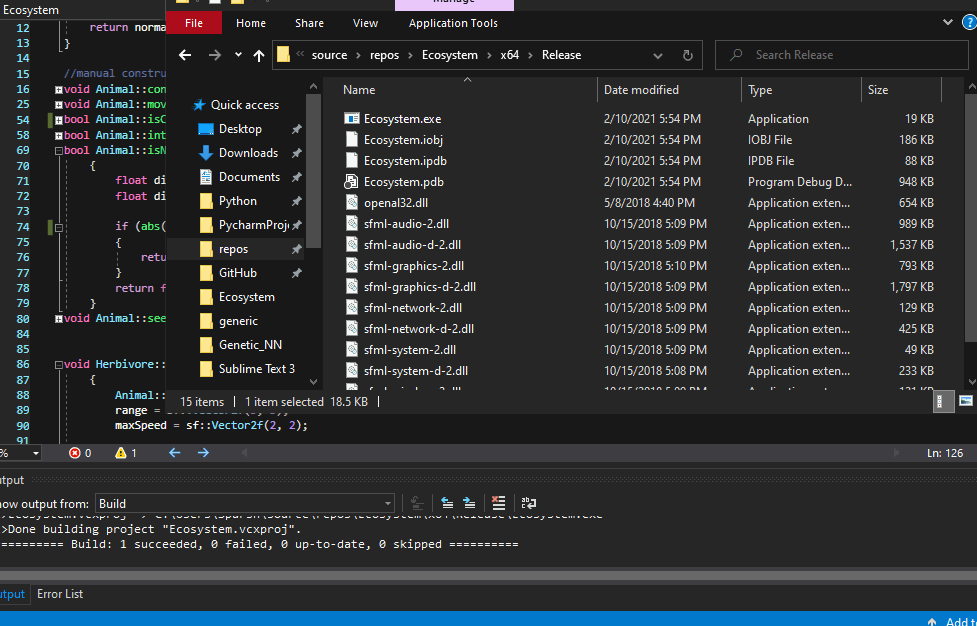 Ecosystem
Manage
File Home Share View Application Tools
source repos Ecosystem x64 Release
Search Release
Name Date modified Type Size
Quick access
Desktop
Downloads
Documents
Python
PycharmProj
repos
GitHub
Ecosystem
generic
Genetic_NN
Sublime Text 3
Ecosystem.exe 2/10/2021 5:54 PM Application 19 KB
Ecosystem.iobj 2/10/2021 5:54 PM IOBJ File 186 KB
Ecosystem.ipdb 2/10/2021 5:54 PM IPDB File 88 KB
Ecosystem.pdb 2/10/2021 5:54 PM Program Debug D... 948 KB
openal32.dll 5/8/2018 4:40 PM Application exten... 654 KB
sfml-audio-2.dll 10/15/2018 5:09 PM Application exten... 989 KB
sfml-audio-d-2.dll 10/15/2018 5:09 PM Application exten... 1,537 KB
sfml-graphics-2.dll 10/15/2018 5:10 PM Application exten... 793 KB
sfml-graphics-d-2.dll 10/15/2018 5:09 PM Application exten... 1,797 KB
sfml-network-2.dll 10/15/2018 5:09 PM Application exten... 129 KB
sfml-network-d-2.dll 10/15/2018 5:09 PM Application exten... 425 KB
sfml-system-2.dll 10/15/2018 5:09 PM Application exten... 49 KB
sfml-system-d-2.dll 10/15/2018 5:08 PM Application exten... 233 KB
15 items 1 item selected 18.5 KB
12 return norma
13 }
14
15 //manual constru
16 void Animal::con
25 void Animal::mov
54 bool Animal::isC
58 bool Animal::int
69 bool Animal::isN
70 {
71 float di
72 float di
73
74 if (abs(
75 {
76 retu
77 }
78 return f
79 }
80 void Animal::see
84
85
86 void Herbivore::
87 {
88 Animal::
89 range =
90 maxSpeed = sf::Vector2f(2, 2);
91
% 0 1 Ln: 126
utput
how output from: Build
>Done building project "Ecosystem.vcxproj".
========= Build: 1 succeeded, 0 failed, 0 up-to-date, 0 skipped ==========
utput Error List
Add t